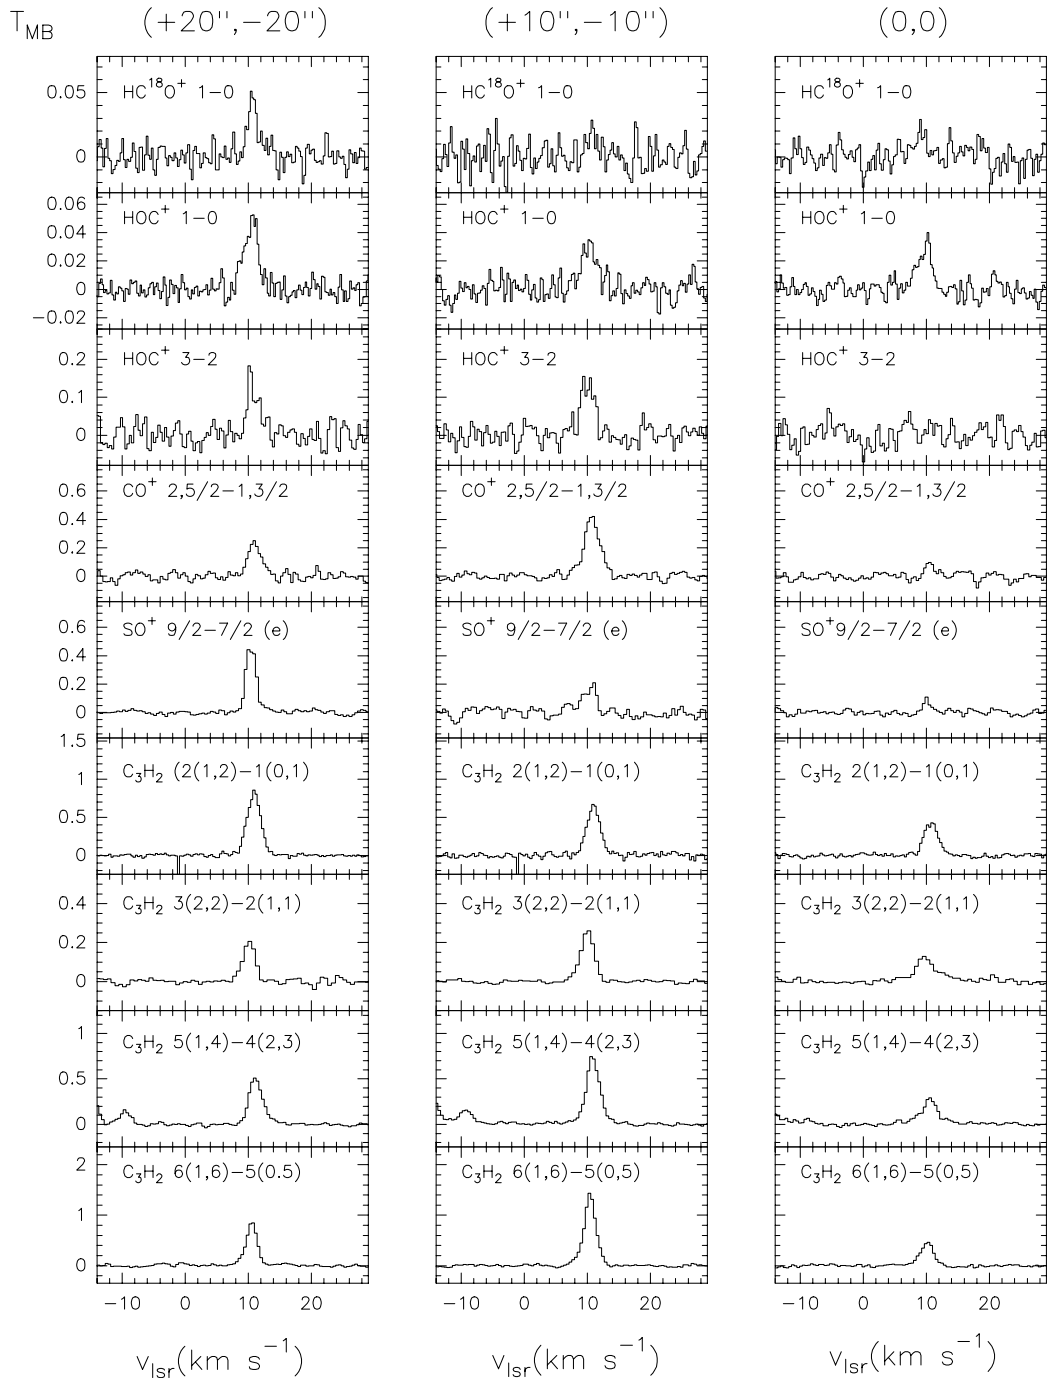 T_MB (+20",−20") (+10",−10") (0,0)
HC¹⁸O⁺ 1−0 HC¹⁸O⁺ 1−0 HC¹⁸O⁺ 1−0
0.05
0
HOC⁺ 1−0 HOC⁺ 1−0 HOC⁺ 1−0
0.06
0.04
0.02
0
−0.02
HOC⁺ 3−2 HOC⁺ 3−2 HOC⁺ 3−2
0.2
0.1
0
CO⁺ 2,5/2−1,3/2 CO⁺ 2,5/2−1,3/2 CO⁺ 2,5/2−1,3/2
0.6
0.4
0.2
0
SO⁺ 9/2−7/2 (e) SO⁺ 9/2−7/2 (e) SO⁺9/2−7/2 (e)
0.6
0.4
0.2
0
1.5
C₃H₂ (2(1,2)−1(0,1) C₃H₂ 2(1,2)−1(0,1) C₃H₂ 2(1,2)−1(0,1)
1
0.5
0
C₃H₂ 3(2,2)−2(1,1) C₃H₂ 3(2,2)−2(1,1) C₃H₂ 3(2,2)−2(1,1)
0.4
0.2
0
C₃H₂ 5(1,4)−4(2,3) C₃H₂ 5(1,4)−4(2,3) C₃H₂ 5(1,4)−4(2,3)
1
0.5
0
C₃H₂ 6(1,6)−5(0.5) C₃H₂ 6(1,6)−5(0,5) C₃H₂ 6(1,6)−5(0,5)
2
1
0
−10 0 10 20 −10 0 10 20 −10 0 10 20
v_lsr(km s⁻¹) v_lsr(km s⁻¹) v_lsr(km s⁻¹)